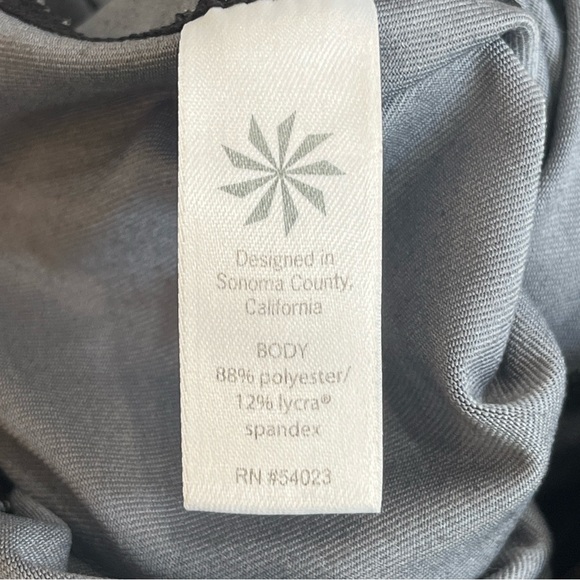 Designed in
Sonoma County,
California
BODY
88% polyester/
12% lycra®
spandex
RN #54023